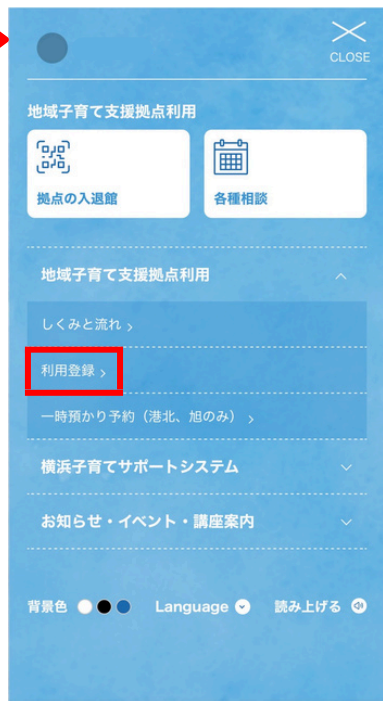 CLOSE
地域子育て支援拠点利用
拠点の入退館
各種相談
地域子育て支援拠点利用
しくみと流れ
利用登録
一時預かり予約（港北、旭のみ）
横浜子育てサポートシステム
お知らせ・イベント・講座案内
背景色 Language 読み上げる